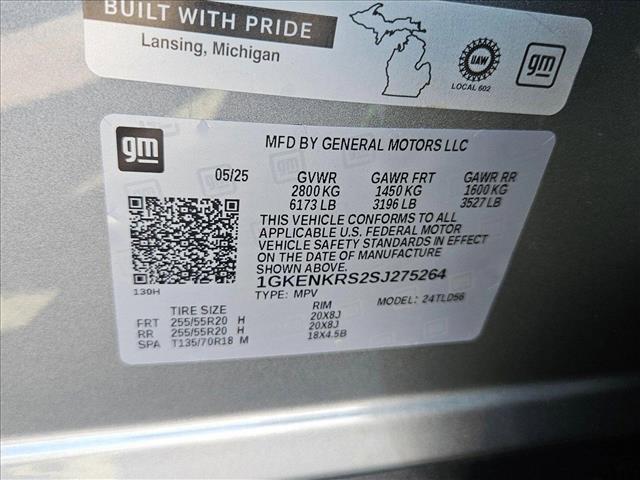 BUILT WITH PRIDE
Lansing, Michigan
UAW
LOCAL 602
gm
gm
MFD BY GENERAL MOTORS LLC
05/25 GVWR GAWR FRT GAWR RR
2800 KG 1450 KG 1600 KG
6173 LB 3196 LB 3527 LB
THIS VEHICLE CONFORMS TO ALL
APPLICABLE U.S. FEDERAL MOTOR
VEHICLE SAFETY STANDARDS IN EFFECT
ON THE DATE OF MANUFACTURE
SHOWN ABOVE.
1GKENKRS2SJ275264
130H TYPE: MPV MODEL: 24TLD56
TIRE SIZE RIM
FRT 255/55R20 H 20X8J
RR 255/55R20 H 20X8J
SPA T135/70R18 M 18X4.5B